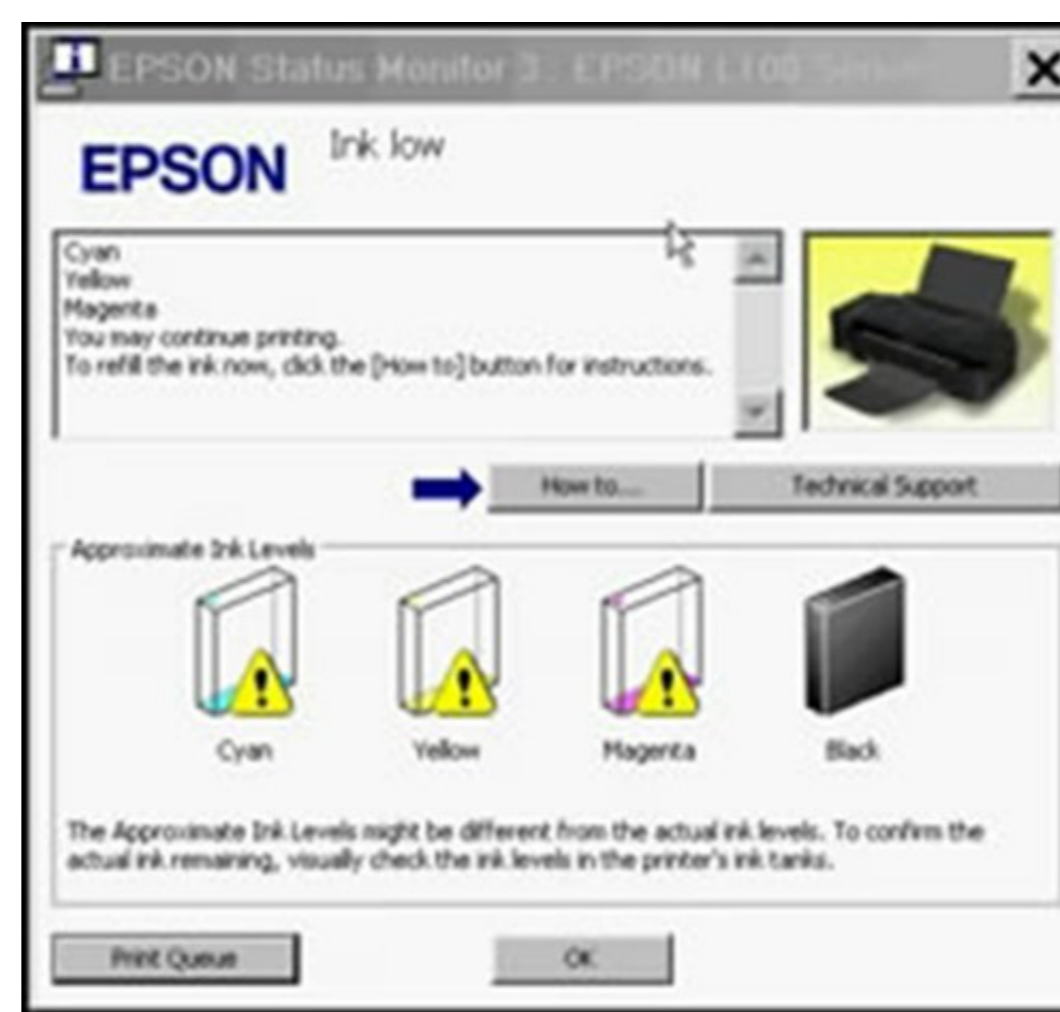 EPSON Status Monitor 3 : EPSON L100 Series
EPSON
Ink low
Cyan
Yellow
Magenta
You may continue printing.
To refill the ink now, click the [How to] button for instructions.
How to....
Technical Support
Approximate Ink Levels
Cyan
Yellow
Magenta
Black
The Approximate Ink Levels might be different from the actual ink levels. To confirm the
actual ink remaining, visually check the ink levels in the printer's ink tanks.
Print Queue
OK